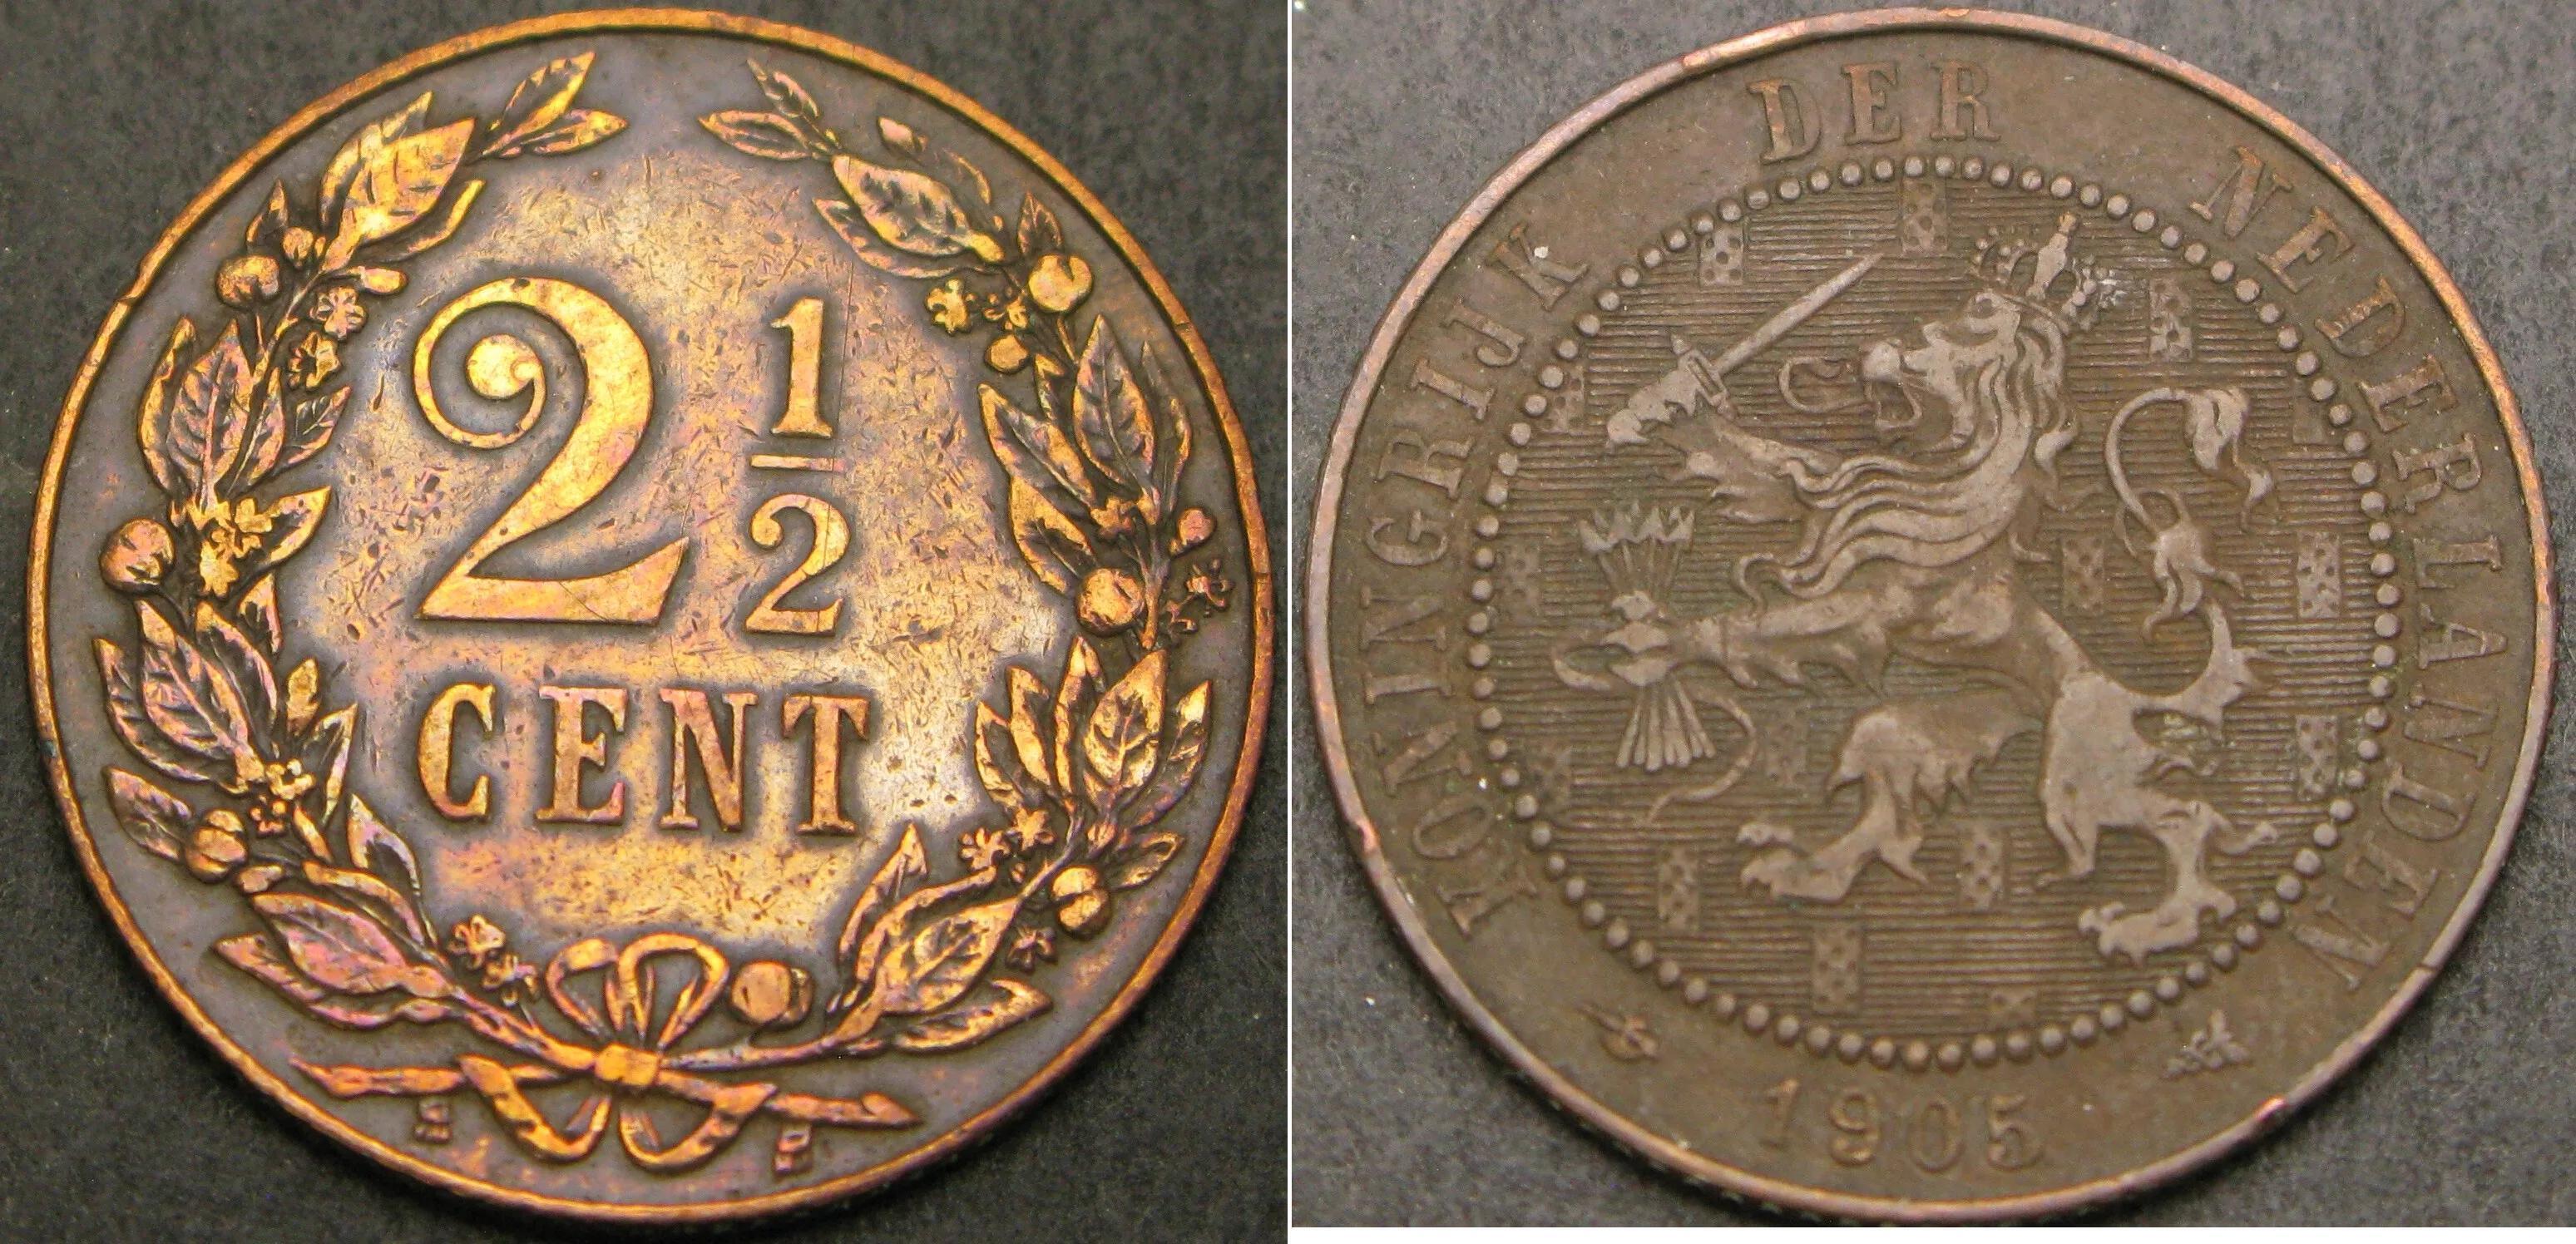 2 1/2
CENT
KONINGRIJK DER NEDERLANDEN
1905